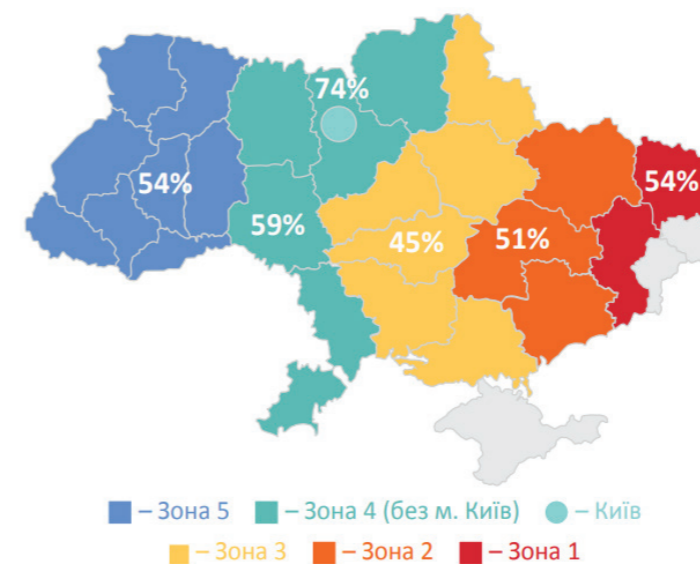 74%
54%
54%
59%
45%
51%
– Зона 5
– Зона 4 (без м. Київ)
– Київ
– Зона 3
– Зона 2
– Зона 1